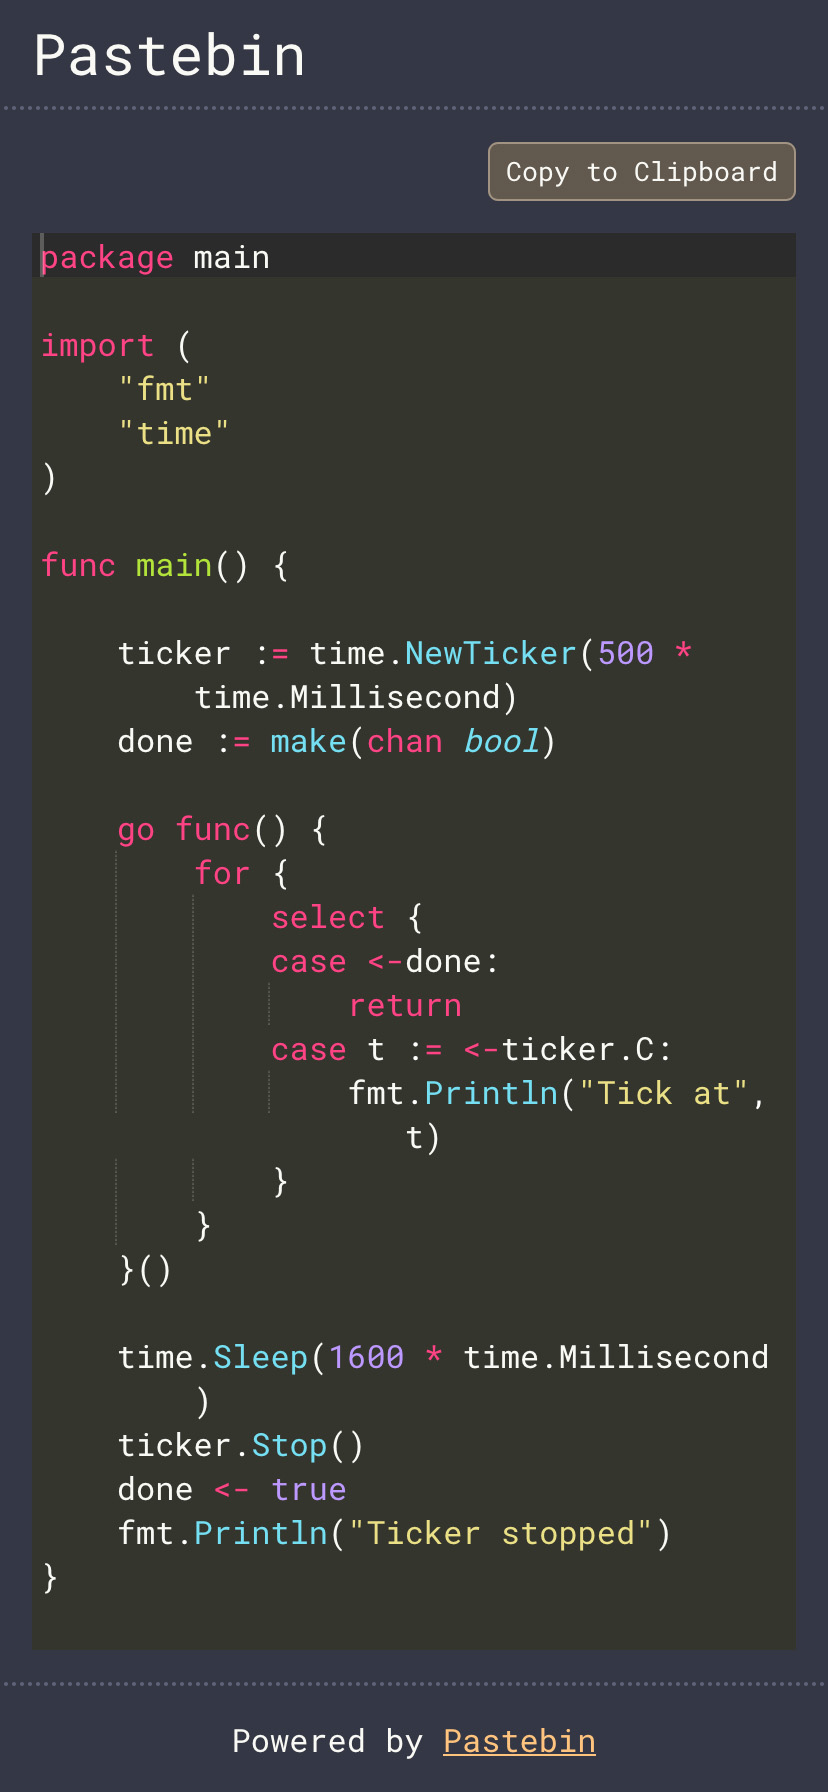 Pastebin
Copy to Clipboard
package main
import (
    "fmt"
    "time"
)
func main() {
    ticker := time.NewTicker(500 *
        time.Millisecond)
    done := make(chan bool)
    go func() {
        for {
            select {
            case <-done:
                return
            case t := <-ticker.C:
                fmt.Println("Tick at",
                   t)
            }
        }
    }()
    time.Sleep(1600 * time.Millisecond
        )
    ticker.Stop()
    done <- true
    fmt.Println("Ticker stopped")
}
Powered by Pastebin